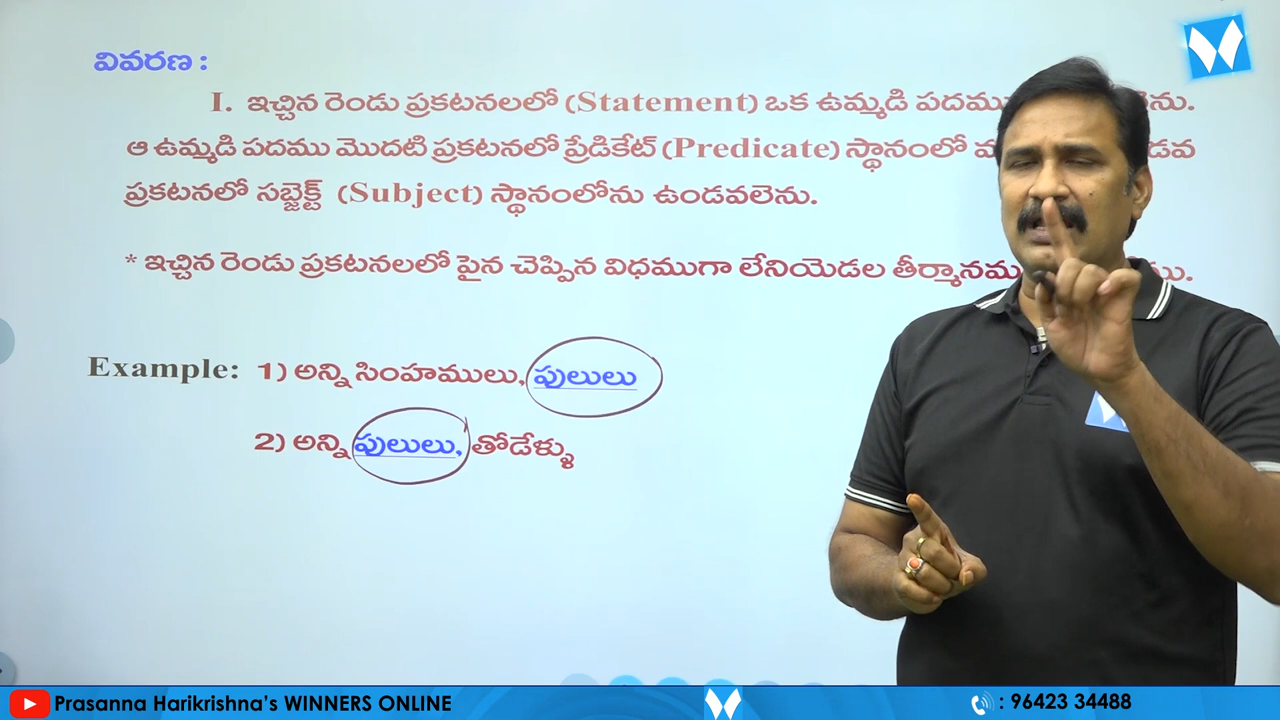 వివరణ :
I. ఇచ్చిన రెండు ప్రకటనలలో (Statement) ఒక ఉమ్మడి పదము
ఆ ఉమ్మడి పదము మొదటి ప్రకటనలో ప్రేడికేట్ (Predicate) స్థానంలో
ప్రకటనలో సబ్జెక్ట్ (Subject) స్థానంలోను ఉండవలెను.
* ఇచ్చిన రెండు ప్రకటనలలో పైన చెప్పిన విధముగా లేనియెడల
Example: 1) అన్ని సింహములు, పులులు
2) అన్ని పులులు, తోడేళ్ళు
Prasanna Harikrishna's WINNERS ONLINE : 96423 34488